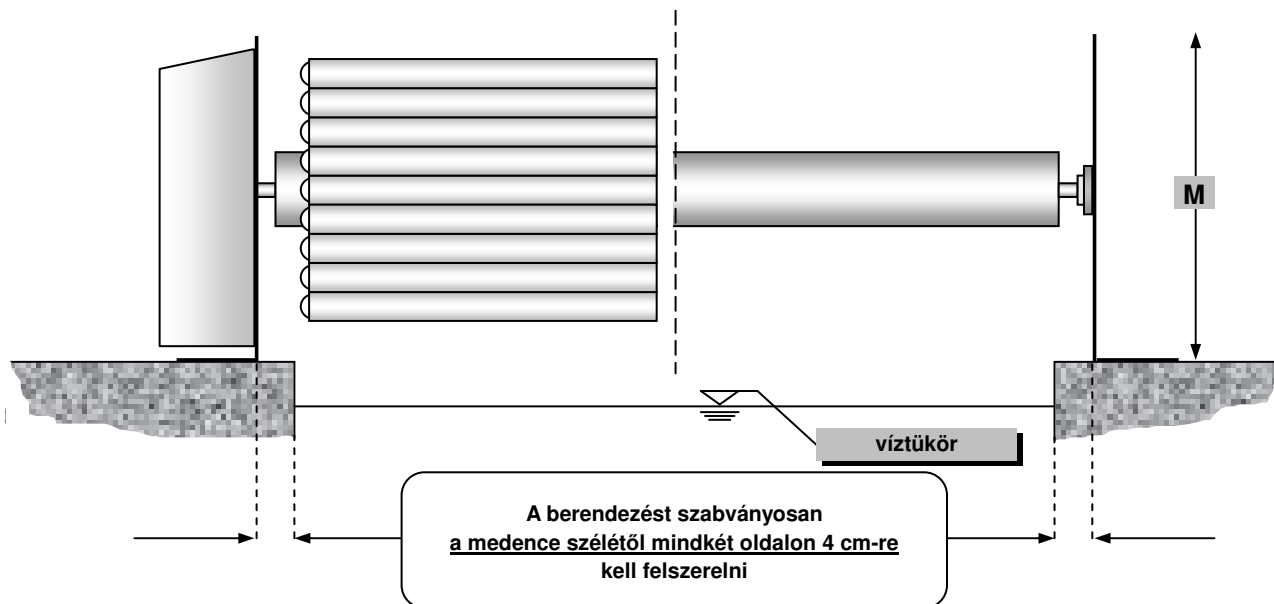 M
víztükör
A berendezést szabványosan
a medence szélétől mindkét oldalon 4 cm-re
kell felszerelni